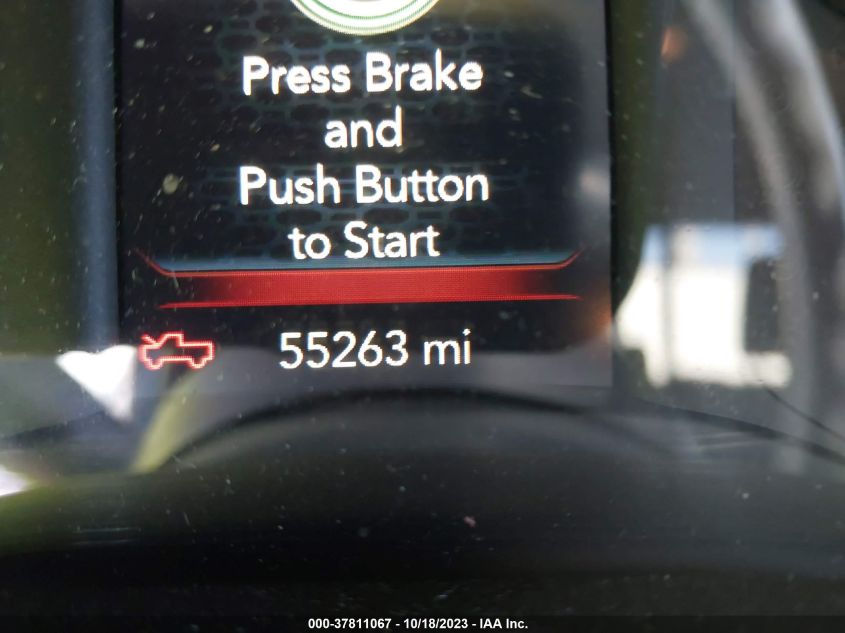 Press Brake
and
Push Button
to Start
55263 mi
000-37811067 - 10/18/2023 - IAA Inc.